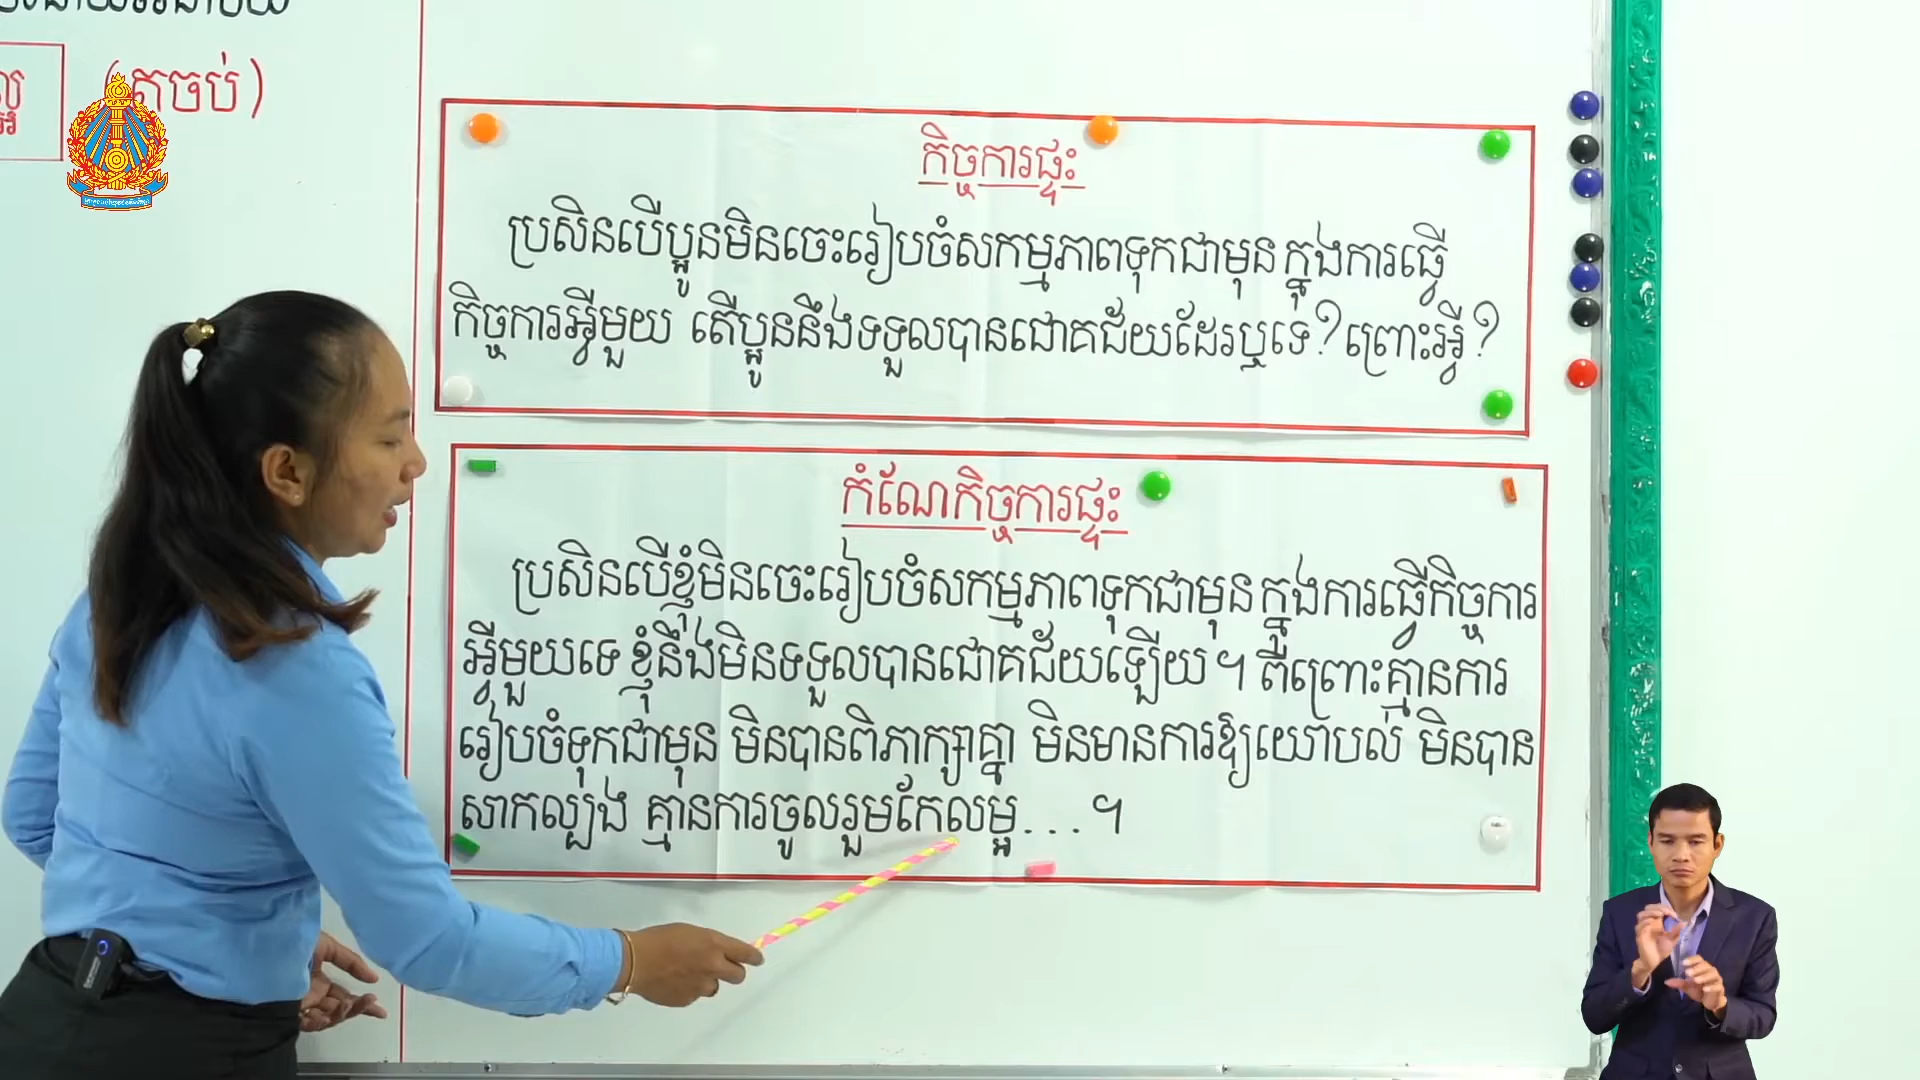 (តចប់)
កិច្ចការផ្ទះ
ប្រសិនបើប្អូនមិនចេះរៀបចំសកម្មភាពទុកជាមុន ក្នុងការធ្វើ
កិច្ចការអ្វីមួយ តើប្អូននឹងទទួលបានជោគជ័យដែរឬទេ? ព្រោះអ្វី?
កំណែកិច្ចការផ្ទះ
ប្រសិនបើខ្ញុំមិនចេះរៀបចំសកម្មភាពទុកជាមុន ក្នុងការធ្វើកិច្ចការ
អ្វីមួយទេ ខ្ញុំនឹងមិនទទួលបានជោគជ័យឡើយ។ ពីព្រោះគ្មានការ
រៀបចំទុកជាមុន មិនបានពិភាក្សាគ្នា មិនមានការឱ្យយោបល់ មិនបាន
សាកល្បង គ្មានការចូលរួមកែលម្អ...។